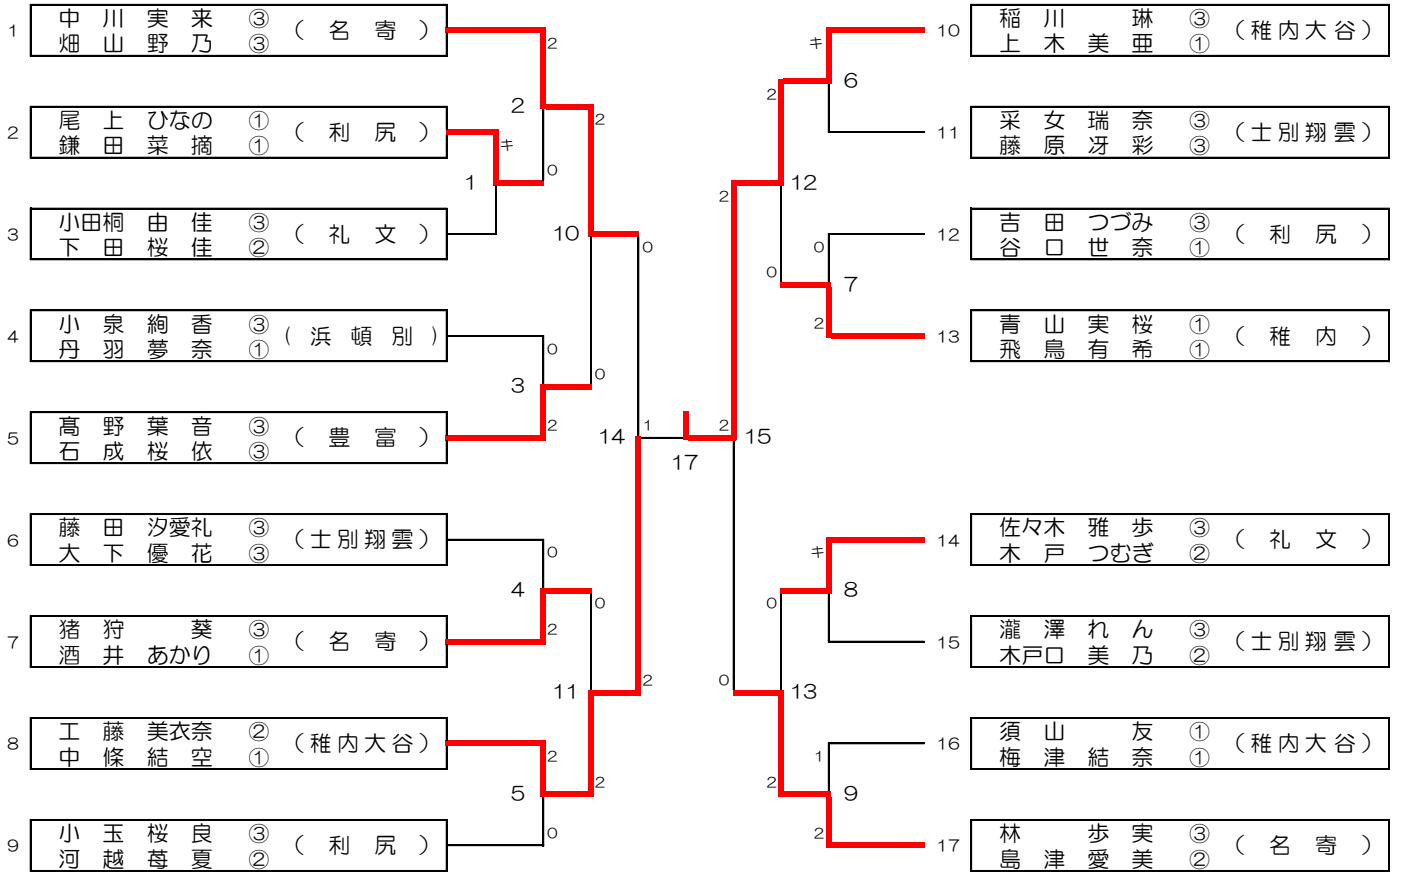 1 中川実来 ③ (名寄)
畑山野乃 ③
2
2
2 尾上ひなの ① (利尻)
鎌田菜摘 ①
2
キ
1
0
3 小田桐由佳 ③ (礼文)
下田桜佳 ②
10
0
4 小泉絢香 ③ (浜頓別)
丹羽夢奈 ①
0
3
0
5 髙野葉音 ③ (豊富)
石成桜依 ③
2
14
1
17
6 藤田汐愛礼 ③ (士別翔雲)
大下優花 ③
0
4
0
7 猪狩葵 ③ (名寄)
酒井あかり ①
2
11
2
8 工藤美衣奈 ② (稚内大谷)
中條結空 ①
2
5
2
9 小玉桜良 ③ (利尻)
河越苺夏 ②
0
10 稲川琳 ③ (稚内大谷)
上木美亜 ①
キ
6
2
11 采女瑞奈 ③ (士別翔雲)
藤原冴彩 ③
12
2
12 吉田つづみ ③ (利尻)
谷口世奈 ①
0
0
7
13 青山実桜 ① (稚内)
飛鳥有希 ①
2
2
15
14 佐々木雅歩 ③ (礼文)
木戸つむぎ ②
キ
0
8
15 瀧澤れん ③ (士別翔雲)
木戸口美乃 ②
0
13
16 須山友 ① (稚内大谷)
梅津結奈 ①
1
2
9
17 林歩実 ③ (名寄)
島津愛美 ②
2